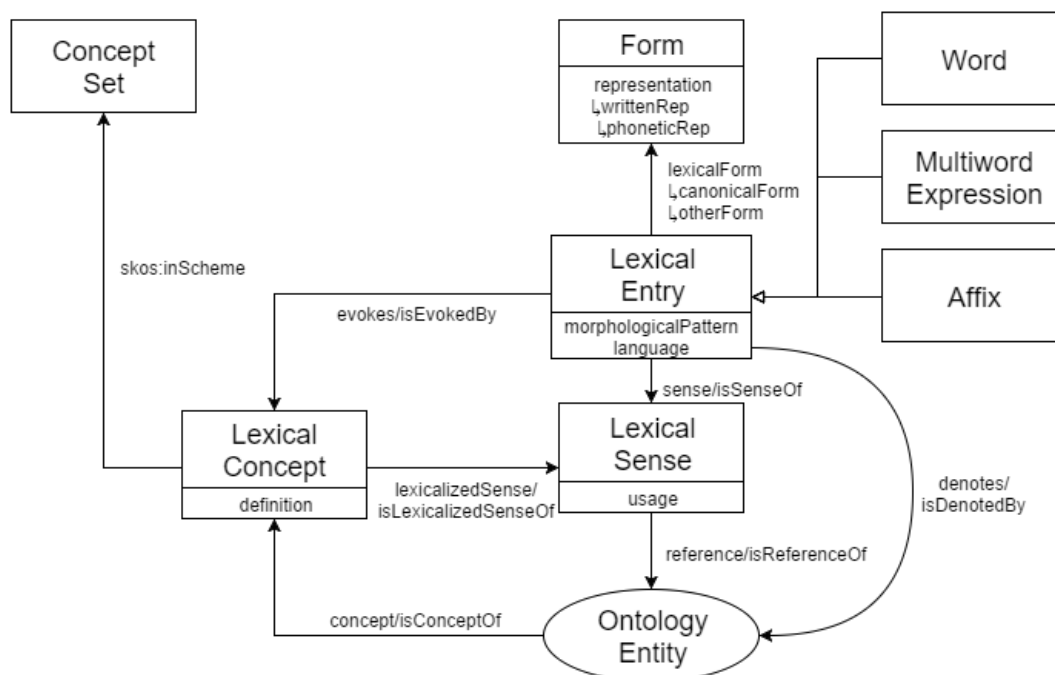 Concept
Set
Form
representation
↳writtenRep
↳phoneticRep
Word
Multiword
Expression
Affix
lexicalForm
↳canonicalForm
↳otherForm
skos:inScheme
Lexical
Entry
morphologicalPattern
language
evokes/isEvokedBy
sense/isSenseOf
Lexical
Concept
definition
lexicalizedSense/
isLexicalizedSenseOf
Lexical
Sense
usage
denotes/
isDenotedBy
reference/isReferenceOf
concept/isConceptOf
Ontology
Entity